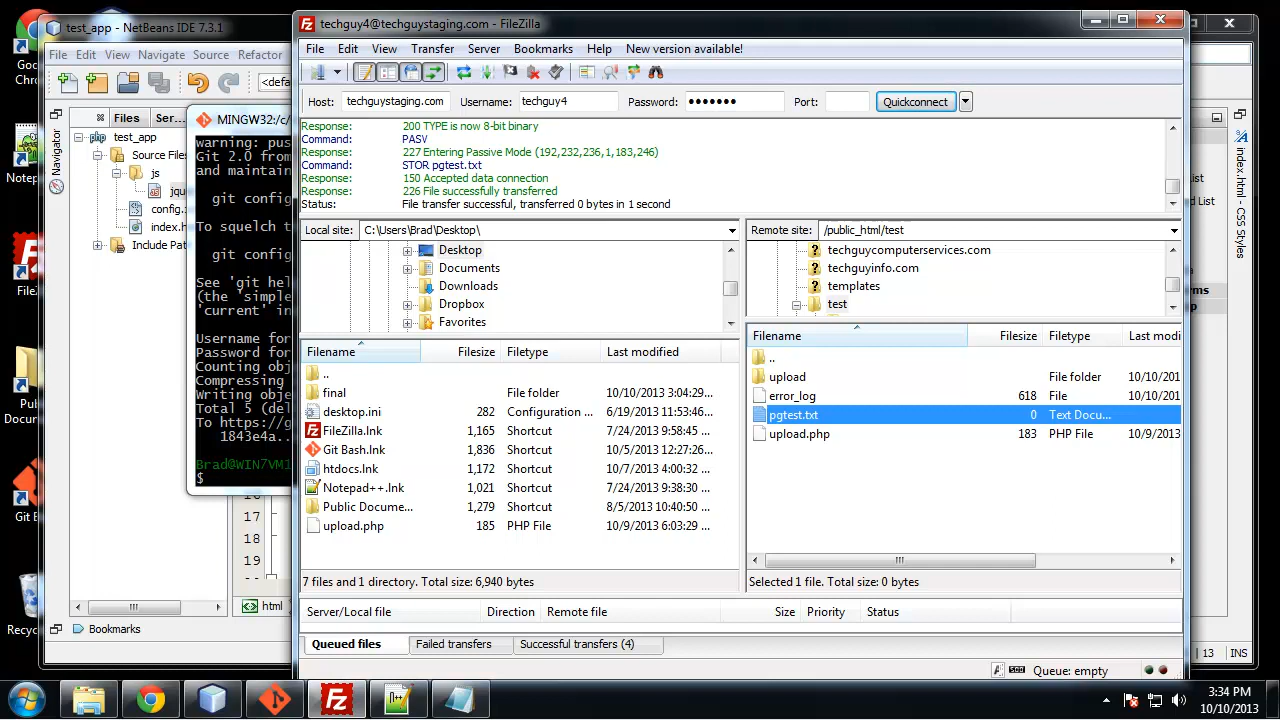 test_app - NetBeans IDE 7.3.1
File Edit View Navigate Source Refactor
<def
Files
Navigator
test_app
Source Files
js
index.h
Include Pat
Bookmarks
MINGW32:/c/
Git 2.0 from
and maintain
git config
To squelch t
git config
See 'git hel
(the 'simple
'current' in
Username for
Password for
Counting obj
Compressing
Writing obje
Total 5 (del
To https://g
1843e4a..
Brad@WIN7VM1
$
17
18
19
html
techguy4@techguystaging.com - FileZilla
File Edit View Transfer Server Bookmarks Help New version available!
Host: techguystaging.com Username: techguy4 Password: ••••••• Port: Quickconnect
Response: 200 TYPE is now 8-bit binary
Command: PASV
Response: 227 Entering Passive Mode (192,232,236,1,183,246)
Command: STOR pgtest.txt
Response: 150 Accepted data connection
Response: 226 File successfully transferred
Status: File transfer successful, transferred 0 bytes in 1 second
Local site: C:\Users\Brad\Desktop\
Desktop
Documents
Downloads
Dropbox
Favorites
Filename Filesize Filetype Last modified
..
final File folder 10/10/2013 3:04:29...
desktop.ini 282 Configuration ... 6/19/2013 11:53:46...
FileZilla.lnk 1,165 Shortcut 7/24/2013 9:58:45 ...
Git Bash.lnk 1,836 Shortcut 10/5/2013 12:27:26...
htdocs.lnk 1,172 Shortcut 10/7/2013 4:00:32 ...
Notepad++.lnk 1,021 Shortcut 7/24/2013 9:38:30 ...
Public Docume... 1,279 Shortcut 8/5/2013 10:40:50 ...
upload.php 185 PHP File 10/9/2013 6:03:29 ...
7 files and 1 directory. Total size: 6,940 bytes
Remote site: /public_html/test
techguycomputerservices.com
techguyinfo.com
templates
test
Filename Filesize Filetype Last modi
..
upload File folder 10/10/201
error_log 618 File 10/10/201
pgtest.txt 0 Text Docu... 10/10/201
upload.php 183 PHP File 10/9/2013
Selected 1 file. Total size: 0 bytes
Server/Local file Direction Remote file Size Priority Status
Queued files Failed transfers Successful transfers (4)
Queue: empty
index.html - CSS Styles
13 INS
3:34 PM
10/10/2013